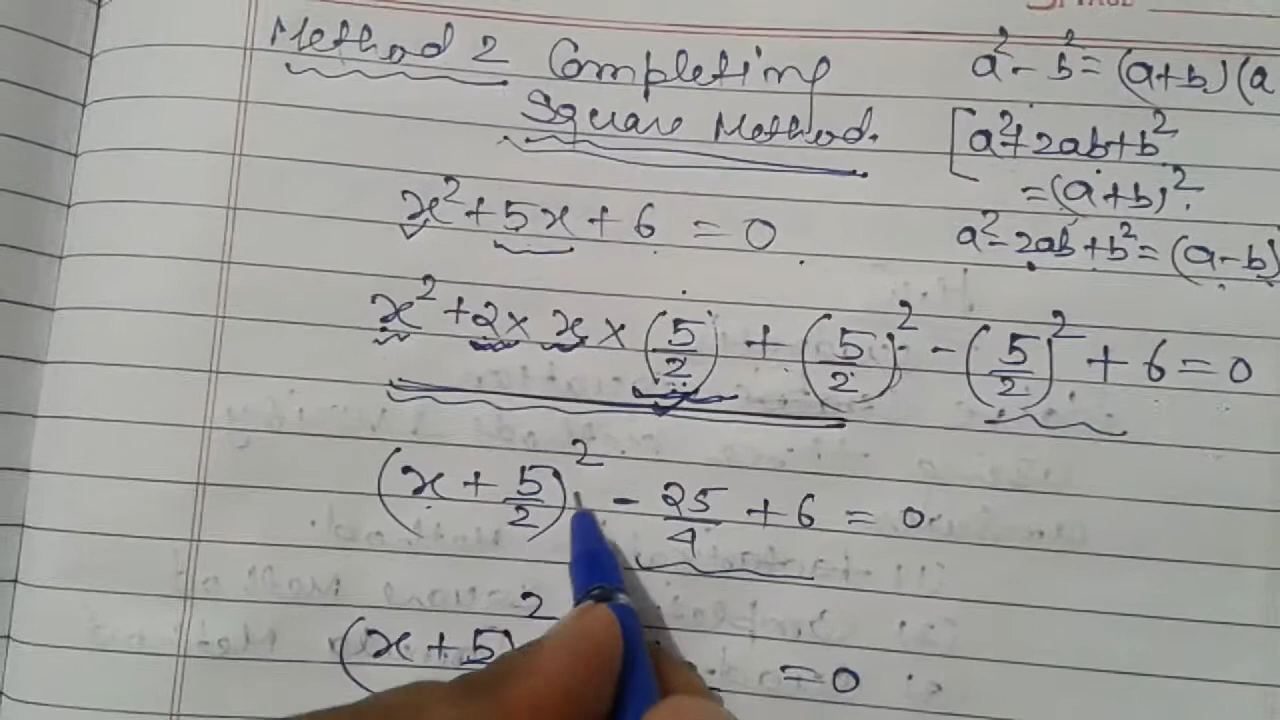 Method 2 Completing
Square Method.
a² - b² = (a+b)(a
[a²+2ab+b²
=(a+b)².
a²-2ab+b²=(a-b)
x²+5x+6=0
x²+2×x×(5/2)+(5/2)²-(5/2)²+6=0
(x+5/2)²-25/4+6=0
(x+5)² =0